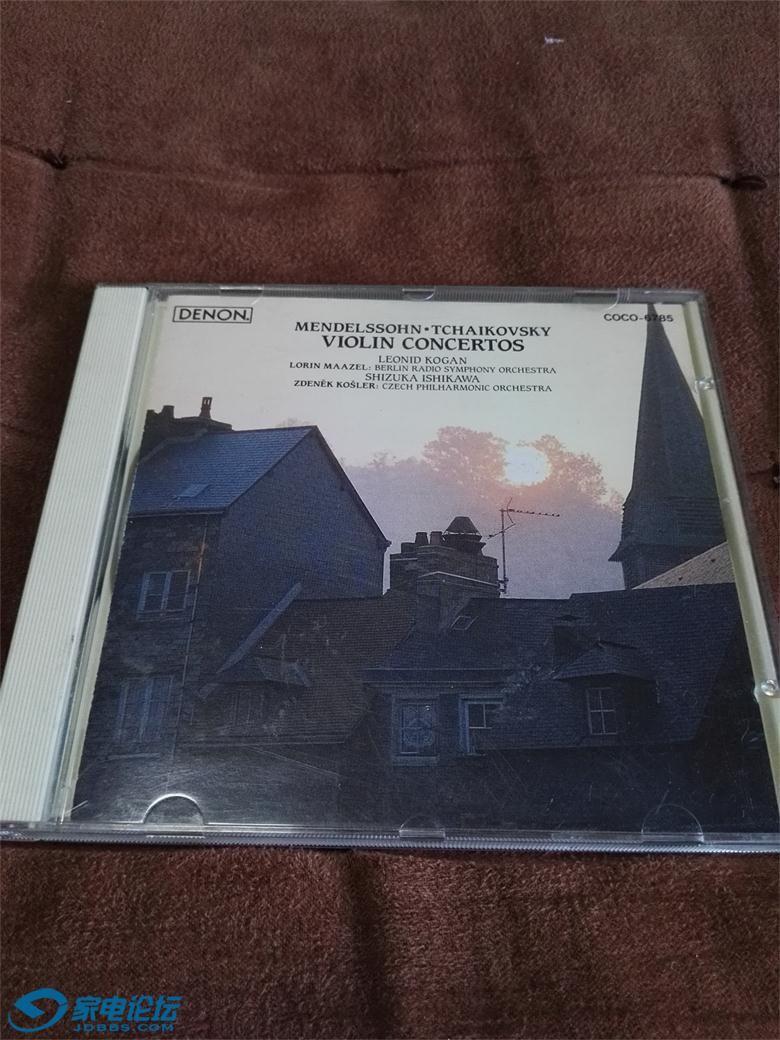 DENON.
COCO-6785
MENDELSSOHN•TCHAIKOVSKY
VIOLIN CONCERTOS
LEONID KOGAN
LORIN MAAZEL: BERLIN RADIO SYMPHONY ORCHESTRA
SHIZUKA ISHIKAWA
ZDENĚK KOŠLER: CZECH PHILHARMONIC ORCHESTRA
家电论坛
JDBBS.COM